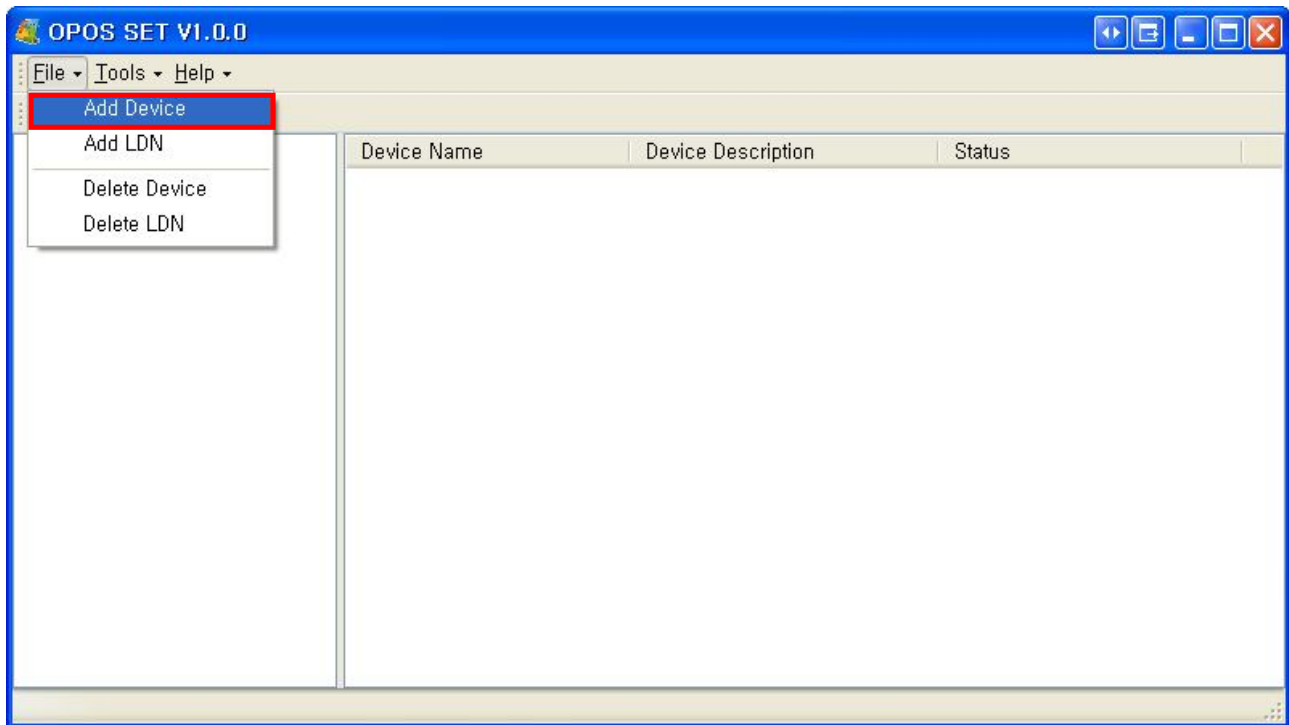 OPOS SET V1.0.0
File Tools Help
Add Device
Add LDN
Delete Device
Delete LDN
Device Name Device Description Status